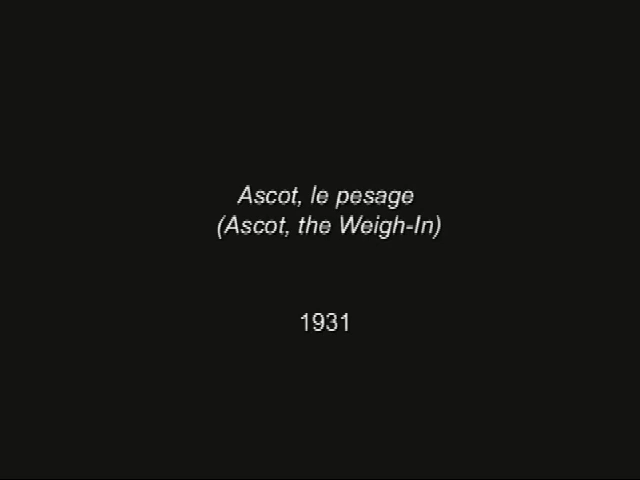 Ascot, le pesage
(Ascot, the Weigh-In)
1931